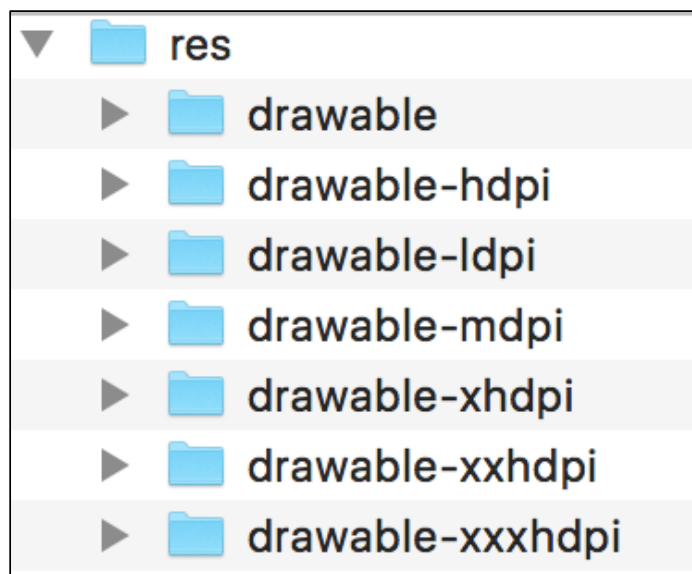 res
drawable
drawable-hdpi
drawable-ldpi
drawable-mdpi
drawable-xhdpi
drawable-xxhdpi
drawable-xxxhdpi